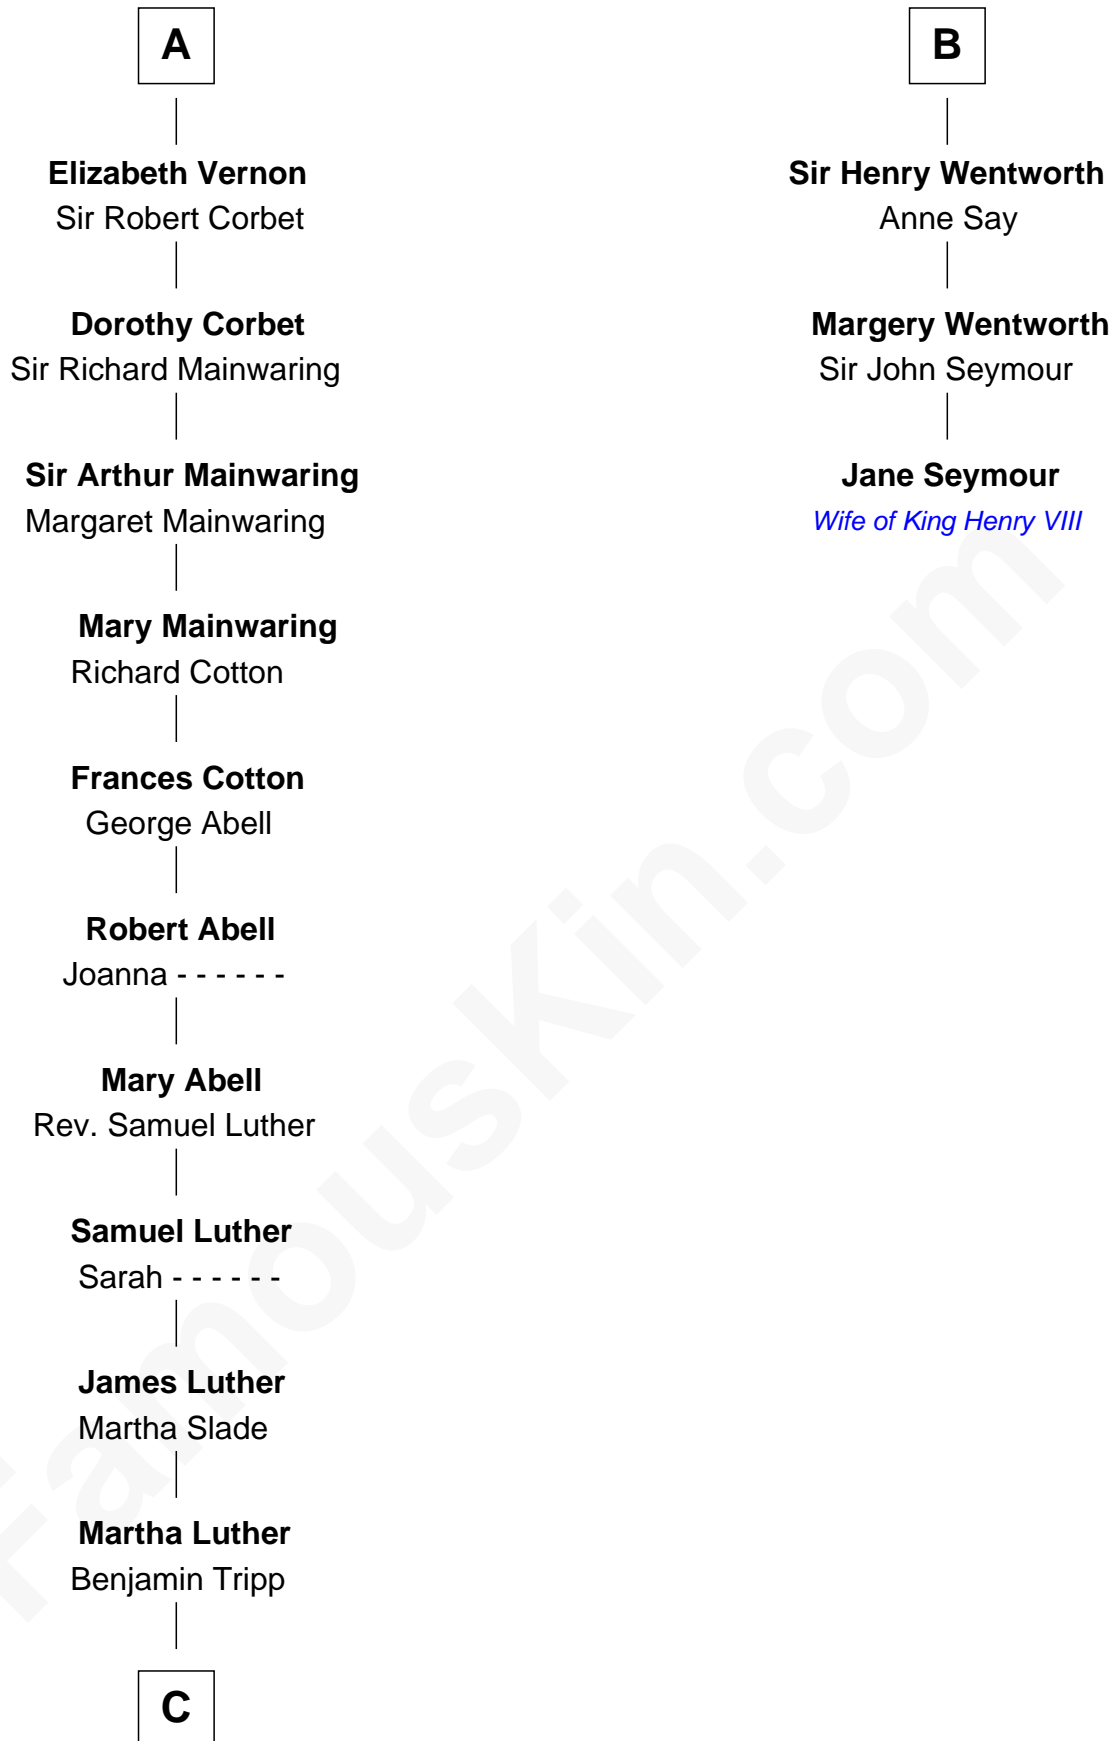 A
Elizabeth Vernon
Sir Robert Corbet
Dorothy Corbet
Sir Richard Mainwaring
Sir Arthur Mainwaring
Margaret Mainwaring
Mary Mainwaring
Richard Cotton
Frances Cotton
George Abell
Robert Abell
Joanna - - - - - -
Mary Abell
Rev. Samuel Luther
Samuel Luther
Sarah - - - - - -
James Luther
Martha Slade
Martha Luther
Benjamin Tripp
C
B
Sir Henry Wentworth
Anne Say
Margery Wentworth
Sir John Seymour
Jane Seymour
Wife of King Henry VIII
FamousKin.com